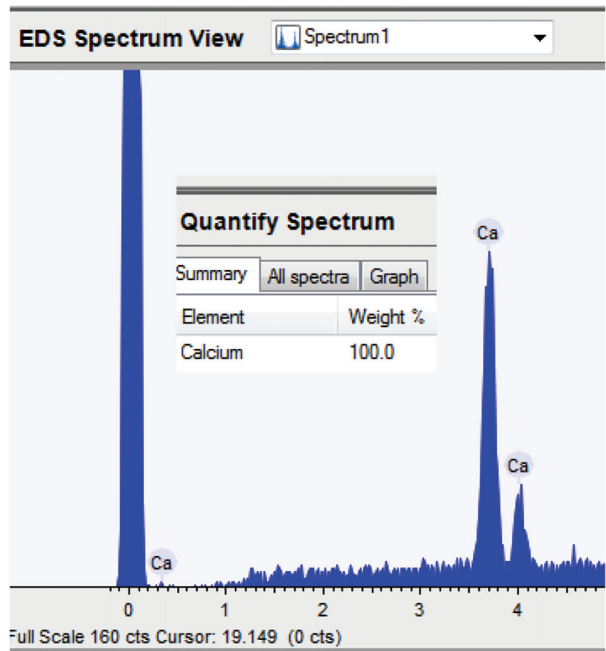 EDS Spectrum View Spectrum1
Quantify Spectrum
Summary All spectra Graph
Element Weight %
Calcium 100.0
Ca
Ca
Ca
0 1 2 3 4
Full Scale 160 cts Cursor: 19.149 (0 cts)